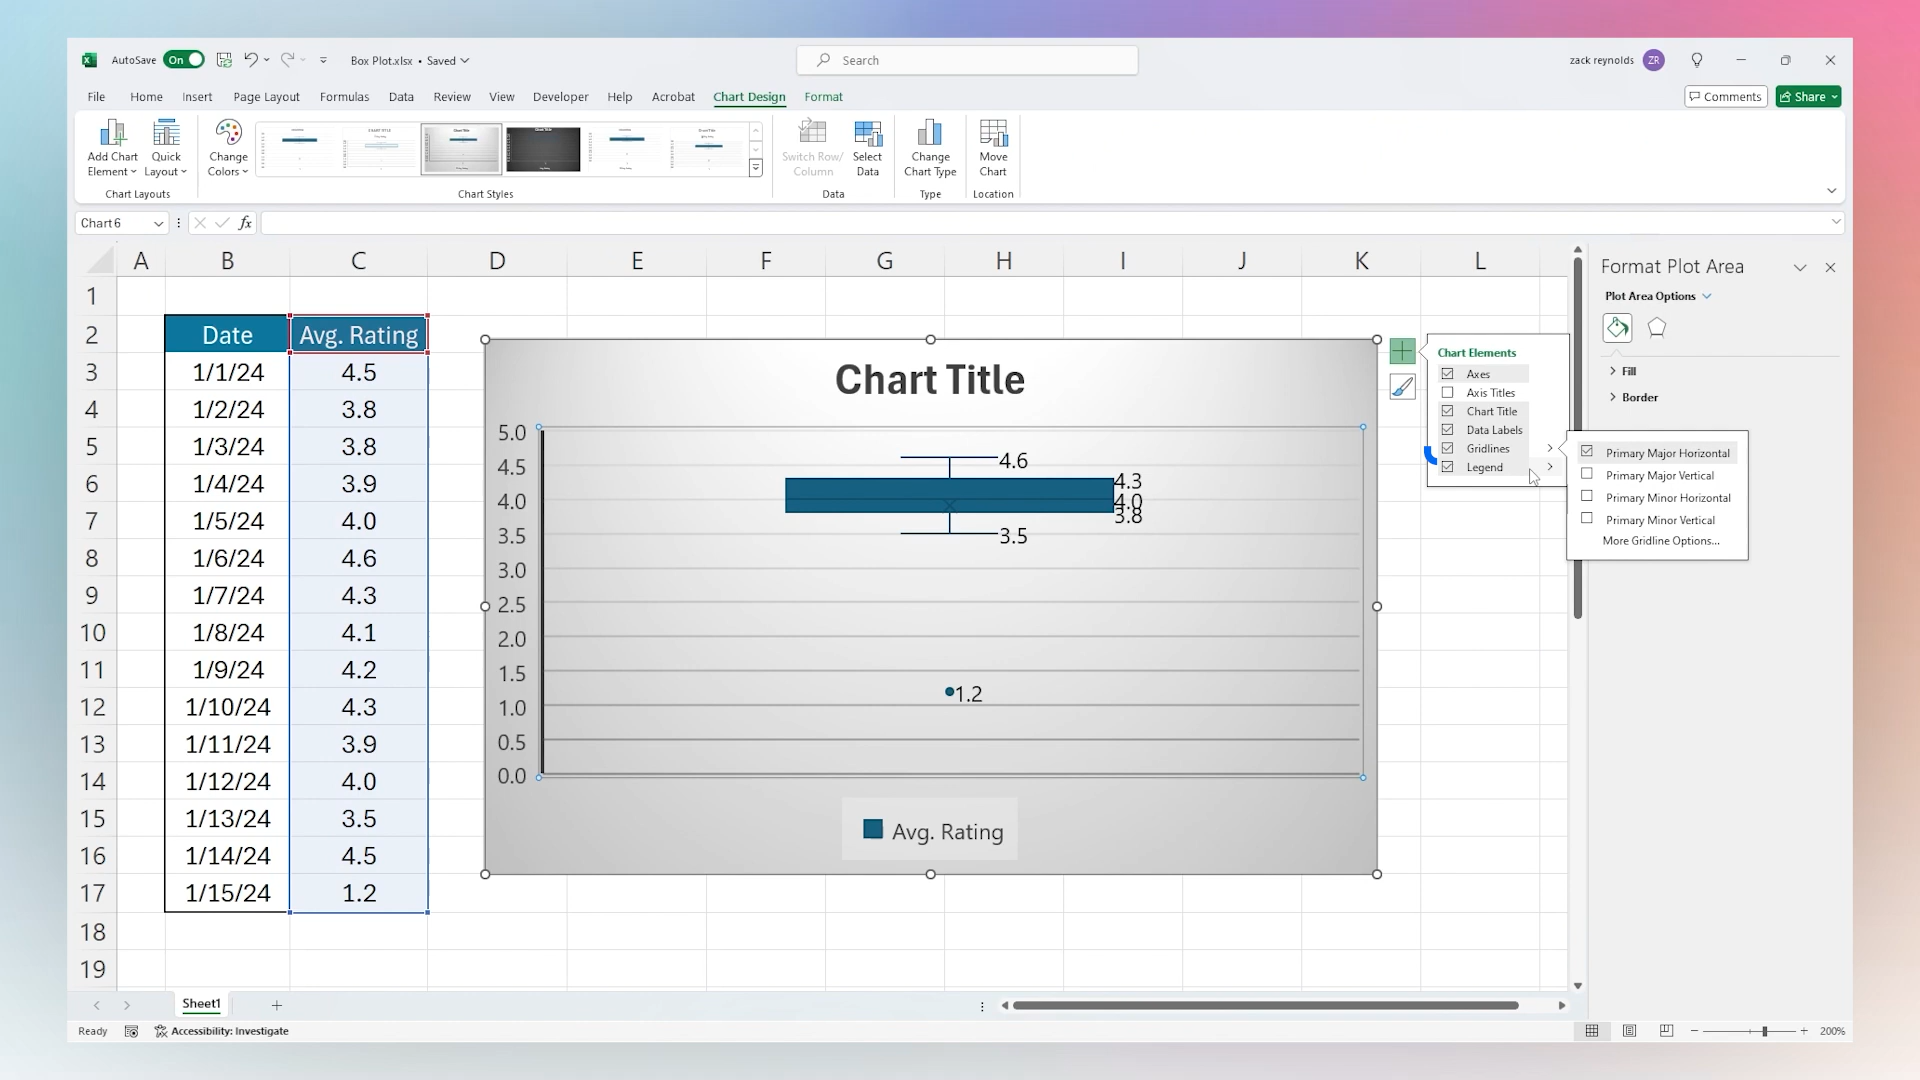 AutoSave On Box Plot.xlsx • Saved Search zack reynolds ZR
File Home Insert Page Layout Formulas Data Review View Developer Help Acrobat Chart Design Format Comments Share
Add Chart Element
Quick Layout
Change Colors
Switch Row/ Column
Select Data
Change Chart Type
Move Chart
Chart Layouts Chart Styles Data Type Location
Chart 6 fx
A B C D E F G H I J K L
1
2 Date Avg. Rating
3 1/1/24 4.5
4 1/2/24 3.8
5 1/3/24 3.8
6 1/4/24 3.9
7 1/5/24 4.0
8 1/6/24 4.6
9 1/7/24 4.3
10 1/8/24 4.1
11 1/9/24 4.2
12 1/10/24 4.3
13 1/11/24 3.9
14 1/12/24 4.0
15 1/13/24 3.5
16 1/14/24 4.5
17 1/15/24 1.2
18
19
Chart Title
5.0
4.5
4.0
3.5
3.0
2.5
2.0
1.5
1.0
0.5
0.0
4.6
4.3
4.0
3.8
3.5
1.2
Avg. Rating
Chart Elements
Axes
Axis Titles
Chart Title
Data Labels
Gridlines
Legend
Primary Major Horizontal
Primary Major Vertical
Primary Minor Horizontal
Primary Minor Vertical
More Gridline Options...
Format Plot Area
Plot Area Options
Fill
Border
Sheet1
Ready Accessibility: Investigate 200%